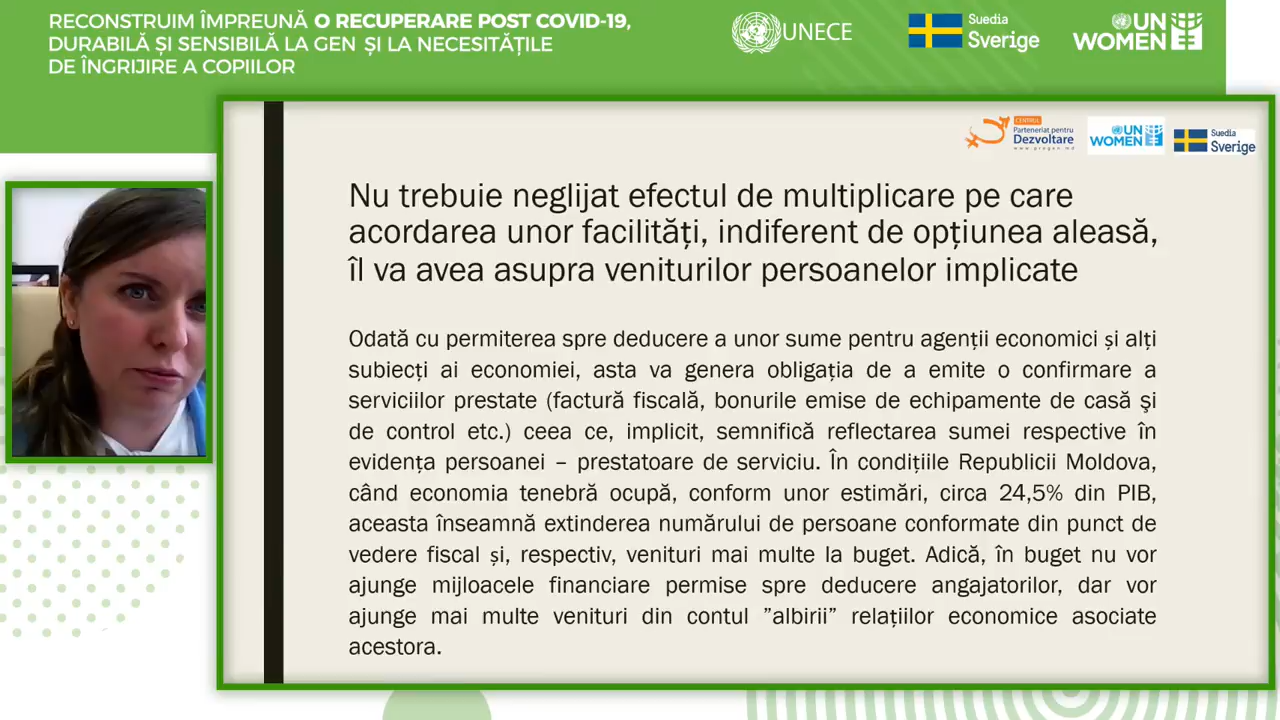 RECONSTRUIM ÎMPREUNĂ O RECUPERARE POST COVID-19,
DURABILĂ ȘI SENSIBILĂ LA GEN ȘI LA NECESITĂȚILE
DE ÎNGRIJIRE A COPIILOR
UNECE
Suedia
Sverige
UN
WOMEN
CENTRUL
Parteneriat pentru
Dezvoltare
www.progen.md
UN
WOMEN
Suedia
Sverige
Nu trebuie neglijat efectul de multiplicare pe care
acordarea unor facilități, indiferent de opțiunea aleasă,
îl va avea asupra veniturilor persoanelor implicate
Odată cu permiterea spre deducere a unor sume pentru agenții economici și alți
subiecți ai economiei, asta va genera obligația de a emite o confirmare a
serviciilor prestate (factură fiscală, bonurile emise de echipamente de casă şi
de control etc.) ceea ce, implicit, semnifică reflectarea sumei respective în
evidența persoanei – prestatoare de serviciu. În condițiile Republicii Moldova,
când economia tenebră ocupă, conform unor estimări, circa 24,5% din PIB,
aceasta înseamnă extinderea numărului de persoane conformate din punct de
vedere fiscal și, respectiv, venituri mai multe la buget. Adică, în buget nu vor
ajunge mijloacele financiare permise spre deducere angajatorilor, dar vor
ajunge mai multe venituri din contul ”albirii” relațiilor economice asociate
acestora.